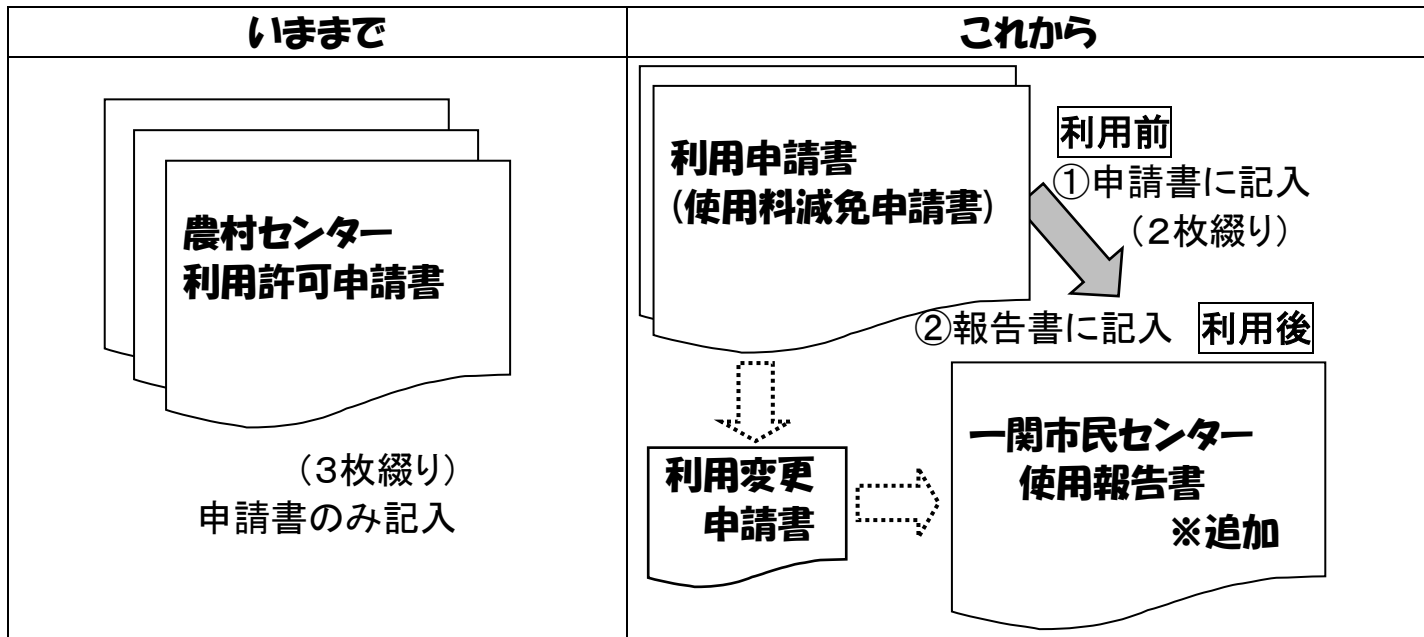 いままで
農村センター
利用許可申請書
(3枚綴り)
申請書のみ記入
これから
利用申請書
(使用料減免申請書)
利用前
①申請書に記入
(2枚綴り)
②報告書に記入 利用後
利用変更
申請書
一関市民センター
使用報告書
※追加